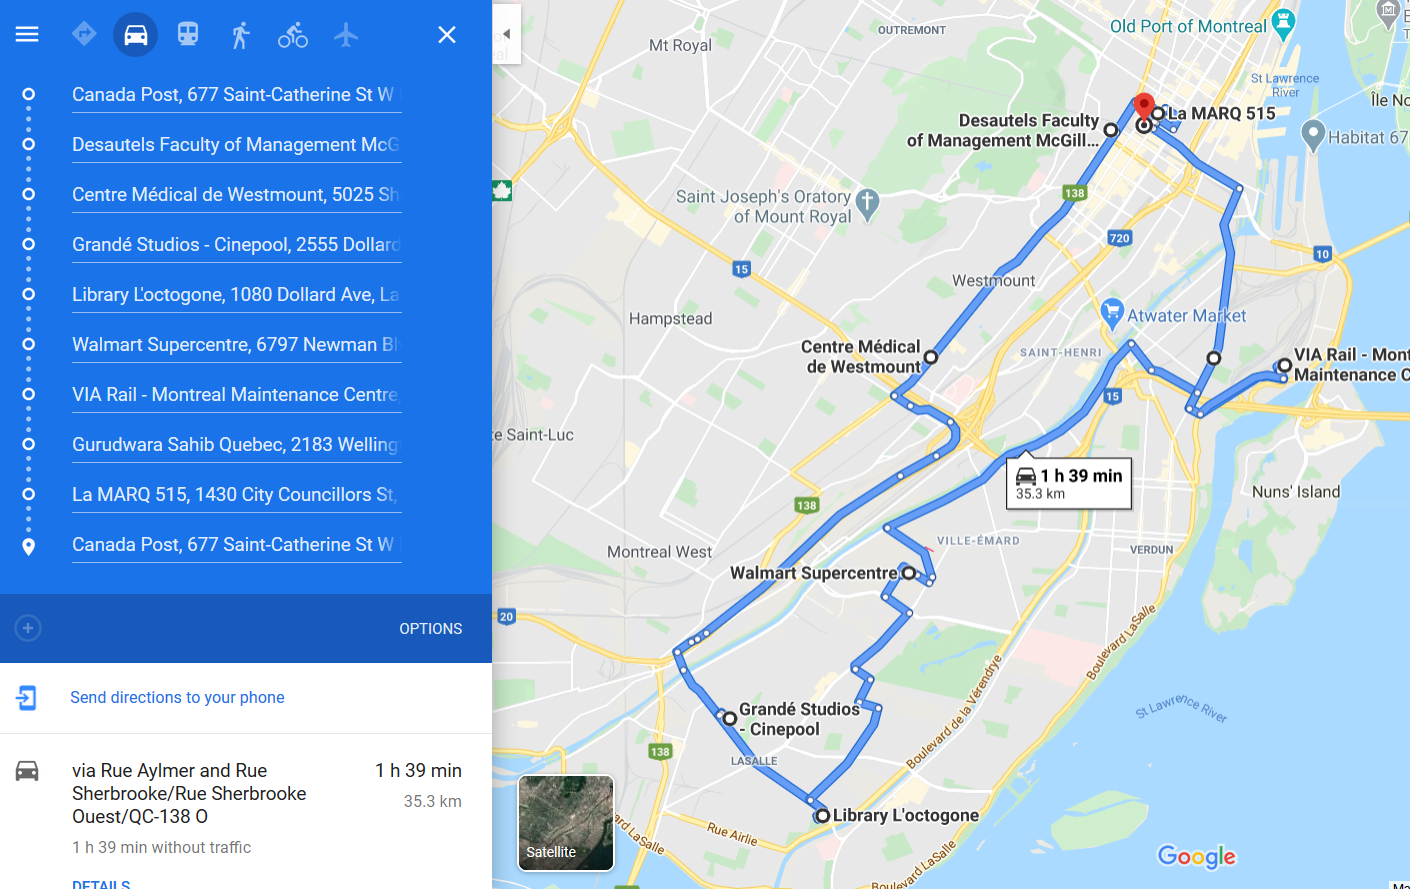 Canada Post, 677 Saint-Catherine St W
Desautels Faculty of Management McG
Centre Médical de Westmount, 5025 Sh
Grandé Studios - Cinepool, 2555 Dollard
Library L'octogone, 1080 Dollard Ave, La
Walmart Supercentre, 6797 Newman Bl
VIA Rail - Montreal Maintenance Centre,
Gurudwara Sahib Quebec, 2183 Welling
La MARQ 515, 1430 City Councillors St,
Canada Post, 677 Saint-Catherine St W
OPTIONS
Send directions to your phone
via Rue Aylmer and Rue
Sherbrooke/Rue Sherbrooke
Ouest/QC-138 O
1 h 39 min
35.3 km
1 h 39 min without traffic
DETAILS
Mt Royal
OUTREMONT
Old Port of Montreal
St Lawrence
River
Île No
Habitat 67
Desautels Faculty
of Management McGill...
La MARQ 515
138
Saint Joseph's Oratory
of Mount Royal
720
10
15
Westmount
Hampstead
Atwater Market
Centre Médical
de Westmount
SAINT-HENRI
VIA Rail - Mont
Maintenance C
15
te Saint-Luc
1 h 39 min
35.3 km
Nuns' Island
138
VILLE-ÉMARD
VERDUN
Montreal West
Walmart Supercentre
20
Boulevard LaSalle
Boulevard de la Vérendrye
St Lawrence River
Grandé Studios
- Cinepool
138
LASALLE
Library L'octogone
Rue Airlie
ard LaSalle
Boulevard LaSalle
Satellite
Google
Ma